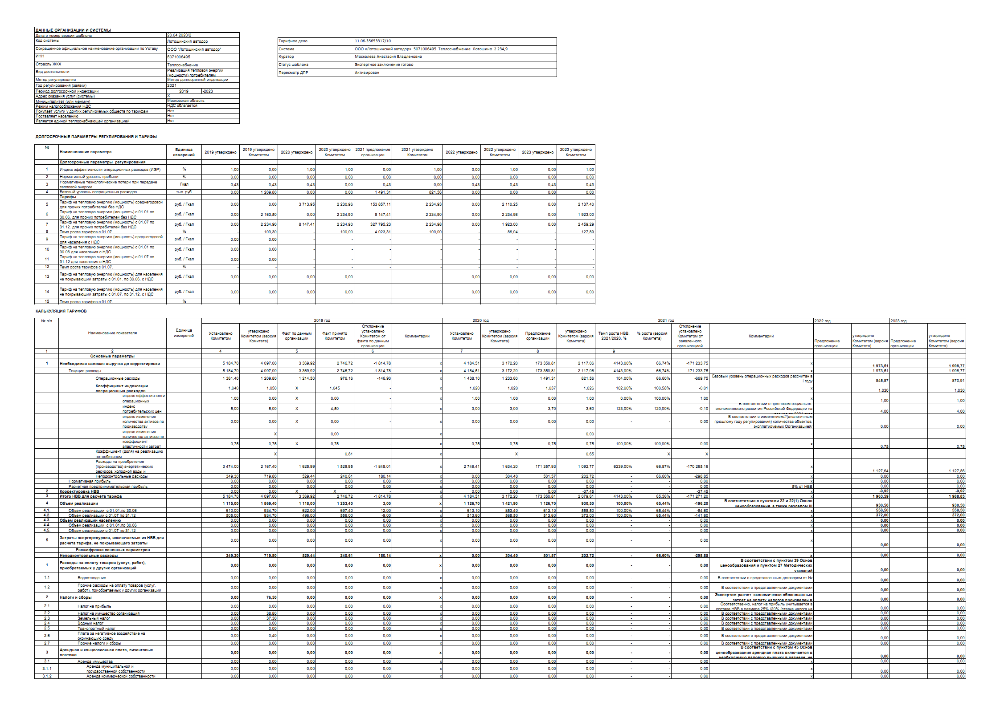 ДАННЫЕ ОРГАНИЗАЦИИ И СИСТЕМЫ
Дата и номер версии шаблона 20.04.2020/2
Код системы Лотошинский автодор
Сокращенное официальное наименование организации по Уставу ООО "Лотошинский автодор"
ИНН 5071006495
Отрасль ЖКХ Теплоснабжение
Вид деятельности Реализация тепловой энергии (мощности) потребителям
Метод регулирования Метод долгосрочной индексации
Год регулирования (заявки) 2021
Период долгосрочной индексации 2019 -2023
Адрес оказания услуг (системы) X
Муниципалитет (или межмун) Московская область
Режим налогообложения НДС НДС облагается
Покупает услуги у других регулируемых обществ по тарифам Нет
Поставляет населению Нет
Является единой теплоснабжающей организацией Нет
Тарифное дело 11.06-35653317/10
Система ООО «Лотошинский автодор»_5071006495_Теплоснабжение_Лотошино_2 234,9
Куратор Москалева Анастасия Владленовна
Статус шаблона Экспертное заключение готово
Пересмотр ДПР Активирован
ДОЛГОСРОЧНЫЕ ПАРАМЕТРЫ РЕГУЛИРОВАНИЯ И ТАРИФЫ
№ Наименование параметра Единица измерений 2019 утверждено 2019 утверждено Комитетом 2020 утверждено 2020 утверждено Комитетом 2021 предложение организации 2021 утверждено Комитетом 2022 утверждено 2022 утверждено Комитетом 2023 утверждено 2023 утверждено Комитетом
Долгосрочные параметры регулирования
1 Индекс эффективности операционных расходов (ИЭР) % 1,00 0,00 1,00 1,00 0,00 1,00 0,00 1,00 0,00 1,00
2 Нормативный уровень прибыли % 0,00 0,00 0,00 0,00 0,00 0,00 0,00 0,00 0,00 0,00
3 Нормативные технологические потери при передаче тепловой энергии Гкал 0,43 0,43 0,43 0,00 0,43 0,00 0,43 0,43 0,43 0,43
4 Базовый уровень операционных расходов тыс. руб. 0,00 1 209,80 0,00 0,00 1 491,31 821,56 0,00 0,00 0,00 0,00
Тарифы
5 Тариф на тепловую энергию (мощность) среднегодовой для прочих потребителей без НДС руб. / Гкал 0,00 0,00 3 713,95 2 230,96 153 857,11 2 234,93 0,00 2 110,25 0,00 2 137,40
6 Тариф на тепловую энергию (мощность) с 01.01 по 30.06. для прочих потребителей без НДС руб. / Гкал 0,00 2 163,50 0,00 2 234,90 8 147,41 2 234,90 0,00 2 234,98 0,00 1 923,00
7 Тариф на тепловую энергию (мощность) с 01.07 по 31.12. для прочих потребителей без НДС руб. / Гкал 0,00 2 234,90 8 147,41 2 234,90 327 795,23 2 234,98 0,00 1 923,00 0,00 2 459,29
8 Темп роста тарифов с 01.07. % - 103,30 - 100,00 4 023,31 100,00 - 86,04 - 127,89
9 Тариф на тепловую энергию (мощность) среднегодовой для населения с НДС руб. / Гкал 0,00 0,00 - - - - - - - -
10 Тариф на тепловую энергию (мощность) с 01.01 по 30.06 для населения с НДС руб. / Гкал 0,00 0,00 - - - - - - - -
11 Тариф на тепловую энергию (мощность) с 01.07 по 31.12 для населения с НДС руб. / Гкал 0,00 0,00 - - - - - - - -
12 Темп роста тарифов с 01.07. % - - - - - - - - - -
13 Тариф на тепловую энергию (мощность) для населения не покрывающий затраты с 01.01. по 30.06. с НДС руб. / Гкал 0,00 0,00 0,00 0,00 0,00 0,00 0,00 0,00
14 Тариф на тепловую энергию (мощность) для населения не покрывающий затраты с 01.07. по 31.12. с НДС руб. / Гкал 0,00 0,00 0,00 0,00 0,00 0,00 0,00 0,00
15 Темп роста тарифов с 01.07. % - - - - - - - - - -
КАЛЬКУЛЯЦИЯ ТАРИФОВ
№ п/п Наименование показателя Единица измерений 2019 год 2020 год 2021 год 2022 год 2023 год
Установлено Комитетом утверждено Комитетом (версия Комитета) Факт по данным организации Факт принято Комитетом Отклонение установлено Комитетом от факта по данным организации Комментарий Установлено Комитетом утверждено Комитетом (версия Комитета) Предложение организации утверждено Комитетом (версия Комитета) Темп роста НВВ, 2021/2020, % % роста (версия Комитета) Отклонение установлено Комитетом от заявленного организацией Комментарий Предложение организации утверждено Комитетом (версия Комитета) Предложение организации утверждено Комитетом (версия Комитета)
1 2 4 5 6 7 8 9
Основные параметры
1 Необходимая валовая выручка до корректировки 5 184,70 4 097,00 3 369,92 2 746,72 -1 814,78 x 4 184,51 3 172,20 173 350,81 2 117,06 4143,00% 66,74% -171 233,75 x 1 973,51 1 998,77
Текущие расходы 5 184,70 4 097,00 3 369,92 2 746,72 -1 814,78 x 4 184,51 3 172,20 173 350,81 2 117,06 4143,00% 66,74% -171 233,75 x 1 973,51 1 998,77
Операционные расходы 1 361,40 1 209,80 1 214,50 976,16 -146,90 x 1 438,10 1 233,60 1 491,31 821,56 104,00% 66,60% -669,75 Базовый уровень операционных расходов рассчитан в I году 845,87 870,91
Коэффициент индексации операционных расходов 1,040 1,050 X 1,045 - x 1,020 1,020 1,037 1,026 102,00% 100,58% -0,01 x 1,030 1,030
индекс эффективности операционных 1,00 0,00 X 0,00 - x 1,00 1,00 0,00 1,00 0,00% 100,00% 1,00 x 1,00 1,00
индекс потребительских цен 5,00 5,00 X 4,50 - x 3,00 3,00 3,70 3,60 123,00% 120,00% -0,10 В соответствии с прогнозом социально-экономического развития Российской Федерации на 4,00 4,00
индекс изменения количества активов по производству 0,00 0,00 X 0,00 - x 0,00 0,00 0,00 0,00 - - 0,00 В соответствии с изменением///(аналогичным прошлому году регулирования) количества объектов, эксплатируемых Организацией/ 0,00 0,00
индекс изменения количества активов по X 0,00 x 0,00
коэффициент эластичности затрат 0,75 0,75 X 0,75 - x 0,75 0,75 0,75 0,75 100,00% 100,00% 0,00 x 0,75 0,75
Коэффициент (доля) на реализацию потребителям X 0,81 x X 0,65 X X
Расходы на приобретение (производство) энергетических ресурсов, холодной воды и 3 474,00 2 167,40 1 625,99 1 529,95 -1 848,01 x 2 746,41 1 634,20 171 357,93 1 092,77 6239,00% 66,87% -170 265,16 x 1 127,64 1 127,86
Неподконтрольные расходы 349,30 719,80 529,44 240,61 180,14 x 0,00 304,40 501,57 202,72 - 66,60% -298,85 x 0,00 0,00
Нормативная прибыль 0,00 0,00 0,00 0,00 0,00 x 0,00 0,00 0,00 0,00 - - 0,00 x 0,00 0,00
Расчетная предпринимательская прибыль 0,00 0,00 0,00 0,00 0,00 x 0,00 0,00 0,00 0,00 - - 0,00 5% от НВВ 0,00 0,00
2 Корректировка НВВ 0,00 0,00 X X - x 0,00 0,00 0,00 -37,45 - - -37,45 x -9,92 -9,92
3 Итого НВВ для расчета тарифа 5 184,70 4 097,00 3 369,92 2 746,72 -1 814,78 x 4 184,51 3 172,20 173 350,81 2 079,61 4143,00% 65,56% -171 271,20 x 1 963,59 1 988,85
4 Объем реализации 1 115,00 1 869,40 1 118,00 1 253,40 3,00 x 1 126,70 1 421,90 1 126,70 930,50 100,00% 65,44% -196,20 В соответствии с пунктами 22 и 22(1) Основ ценообразования, а также разделом III 930,50 930,50
4.1. Объем реализации с 01.01.по 30.06 610,00 934,70 622,00 697,40 12,00 x 613,10 853,40 613,10 558,50 100,00% 65,44% -54,60 x 558,50 558,50
4.2. Объем реализации с 01.07 по 31.12 505,00 934,70 496,00 556,00 -9,00 x 513,60 568,50 513,60 372,00 100,00% 65,44% -141,60 x 372,00 372,00
4.3. Объем реализации населению 0,00 0,00 0,00 0,00 0,00 x 0,00 0,00 0,00 0,00 - - 0,00 x 0,00 0,00
4.4. Объем реализации с 01.01.по 30.06 0,00 0,00 0,00 0,00 0,00 x 0,00 0,00 0,00 0,00 - - 0,00 x 0,00 0,00
4.5. Объем реализации с 01.07 по 31.12 0,00 0,00 0,00 0,00 0,00 x 0,00 0,00 0,00 0,00 - - 0,00 x 0,00 0,00
5 Затраты энергоресурсов, исключаемые из НВВ для расчета тарифа, не покрывающего затраты 0,00 0,00 0,00 0,00 0,00 x 0,00 0,00 0,00 0,00 - - 0,00 x 0,00 0,00
Расшифровки основных параметров
Неподконтрольные расходы 349,30 719,80 529,44 240,61 180,14 x 0,00 304,40 501,57 202,72 - 66,60% -298,85 x 0,00 0,00
1 Расходы на оплату товаров (услуг, работ), приобретаемых у других организаций 0,00 0,00 0,00 0,00 0,00 x 0,00 0,00 0,00 0,00 - - 0,00 В соответствии с пунктом 39 Основ ценообразования и пунктом 27 Методических указаний 0,00 0,00
1.1 Водоотведение 0,00 0,00 0,00 0,00 0,00 x 0,00 0,00 0,00 0,00 - - 0,00 В соответствии с представленным договором от № 0,00 0,00
1.2 Прочие расходы на оплату товаров (услуг, работ), приобретаемых у других организаций 0,00 0,00 0,00 0,00 0,00 x 0,00 0,00 0,00 0,00 - - 0,00 В соответствии с представленными документами 0,00 0,00
2 Налоги и сборы 0,00 76,50 0,00 0,00 0,00 x 0,00 0,00 0,00 0,00 - - 0,00 Экспертом расчет экономически обоснованных затрат на оплату налогов произведен в 0,00 0,00
2.1 Налог на прибыль 0,00 0,00 0,00 0,00 0,00 x 0,00 0,00 0,00 0,00 - - 0,00 Соответственно, налог на прибыль учитывается в составе НВВ в размере 25% /20% (ставка налога на 0,00 0,00
2.2 Налог на имущество организаций 0,00 38,80 0,00 0,00 0,00 x 0,00 0,00 0,00 0,00 - - 0,00 В соответствии с представленными документами 0,00 0,00
2.3 Земельный налог 0,00 37,30 0,00 0,00 0,00 x 0,00 0,00 0,00 0,00 - - 0,00 В соответствии с представленными документами 0,00 0,00
2.4 Водный налог 0,00 0,00 0,00 0,00 0,00 x 0,00 0,00 0,00 0,00 - - 0,00 В соответствии с представленными документами 0,00 0,00
2.5 Транспортный налог 0,00 0,00 0,00 0,00 0,00 x 0,00 0,00 0,00 0,00 - - 0,00 В соответствии с представленными документами 0,00 0,00
2.6 Плата за негативное воздействие на окружающую среду 0,00 0,40 0,00 0,00 0,00 x 0,00 0,00 0,00 0,00 - - 0,00 В соответствии с представленными документами 0,00 0,00
2.7 Прочие налоги и сборы 0,00 0,00 0,00 0,00 0,00 x 0,00 0,00 0,00 0,00 - - 0,00 В соответствии с представленными документами 0,00 0,00
3 Арендная и концессионная плата, лизинговые платежи 0,00 0,00 0,00 0,00 0,00 x 0,00 0,00 0,00 0,00 - - 0,00 В соответствии с пунктом 45 Основ ценообразования арендная плата включается в необходимую валовую выручку в размере, не 0,00 0,00
3.1 Аренда имущества 0,00 0,00 0,00 0,00 0,00 x 0,00 0,00 0,00 0,00 - - 0,00 x 0,00 0,00
3.1.1 Аренда муниципальной и государственной собственности 0,00 0,00 0,00 0,00 0,00 x 0,00 0,00 0,00 0,00 - - 0,00 x 0,00 0,00
3.1.2 Аренда коммерческой собственности 0,00 0,00 0,00 0,00 0,00 x 0,00 0,00 0,00 0,00 - - 0,00 x 0,00 0,00